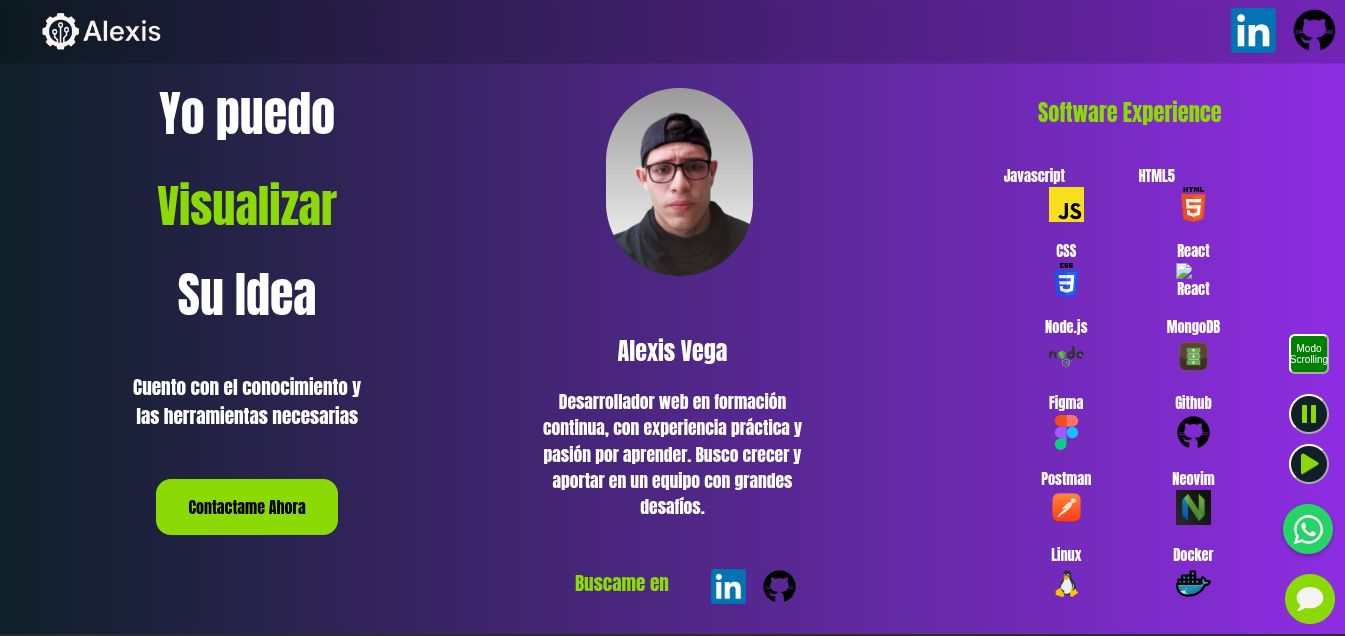 Alexis
in
Yo puedo
Visualizar
Su Idea
Cuento con el conocimiento y
las herramientas necesarias
Contactame Ahora
Alexis Vega
Desarrollador web en formación
continua, con experiencia práctica y
pasión por aprender. Busco crecer y
aportar en un equipo con grandes
desafíos.
Buscame en
in
Software Experience
Javascript HTML5
JS HTML 5
CSS React
CSS 3 React
Node.js MongoDB
node
Figma Github
Postman Neovim
Linux Docker
Modo
Scrolling